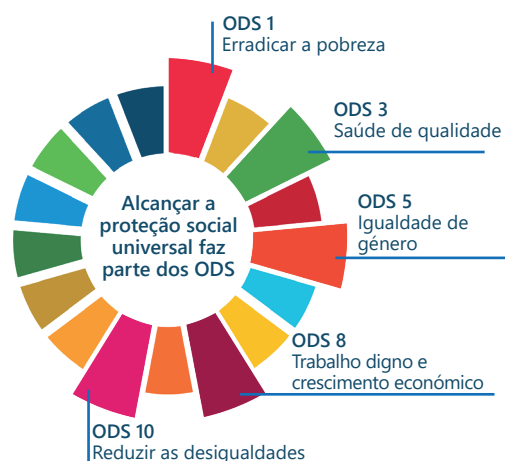 ODS 1
Erradicar a pobreza
ODS 3
Saúde de qualidade
ODS 5
Igualdade de
género
ODS 8
Trabalho digno e
crescimento económico
ODS 10
Reduzir as desigualdades
Alcançar a
proteção social
universal faz
parte dos ODS